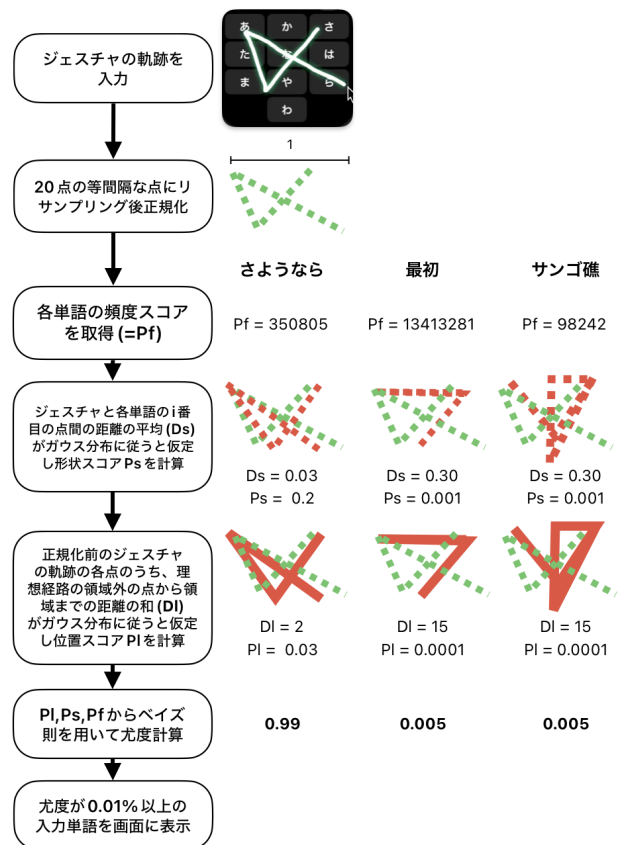 ジェスチャの軌跡を
入力
あ か さ
た な は
ま や ら
わ
1
20点の等間隔な点にリ
サンプリング後正規化
さようなら 最初 サンゴ礁
各単語の頻度スコア
を取得(=Pf)
Pf = 350805 Pf = 13413281 Pf = 98242
ジェスチャと各単語のi番
目の点間の距離の平均(Ds)
がガウス分布に従うと仮定
し形状スコアPsを計算
Ds = 0.03 Ds = 0.30 Ds = 0.30
Ps = 0.2 Ps = 0.001 Ps = 0.001
正規化前のジェスチャ
の軌跡の各点のうち、理
想経路の領域外の点から領
域までの距離の和(Dl)
がガウス分布に従うと仮定
し位置スコアPlを計算
Dl = 2 Dl = 15 Dl = 15
Pl = 0.03 Pl = 0.0001 Pl = 0.0001
Pl,Ps,Pfからベイズ
則を用いて尤度計算
0.99 0.005 0.005
尤度が0.01%以上の
入力単語を画面に表示